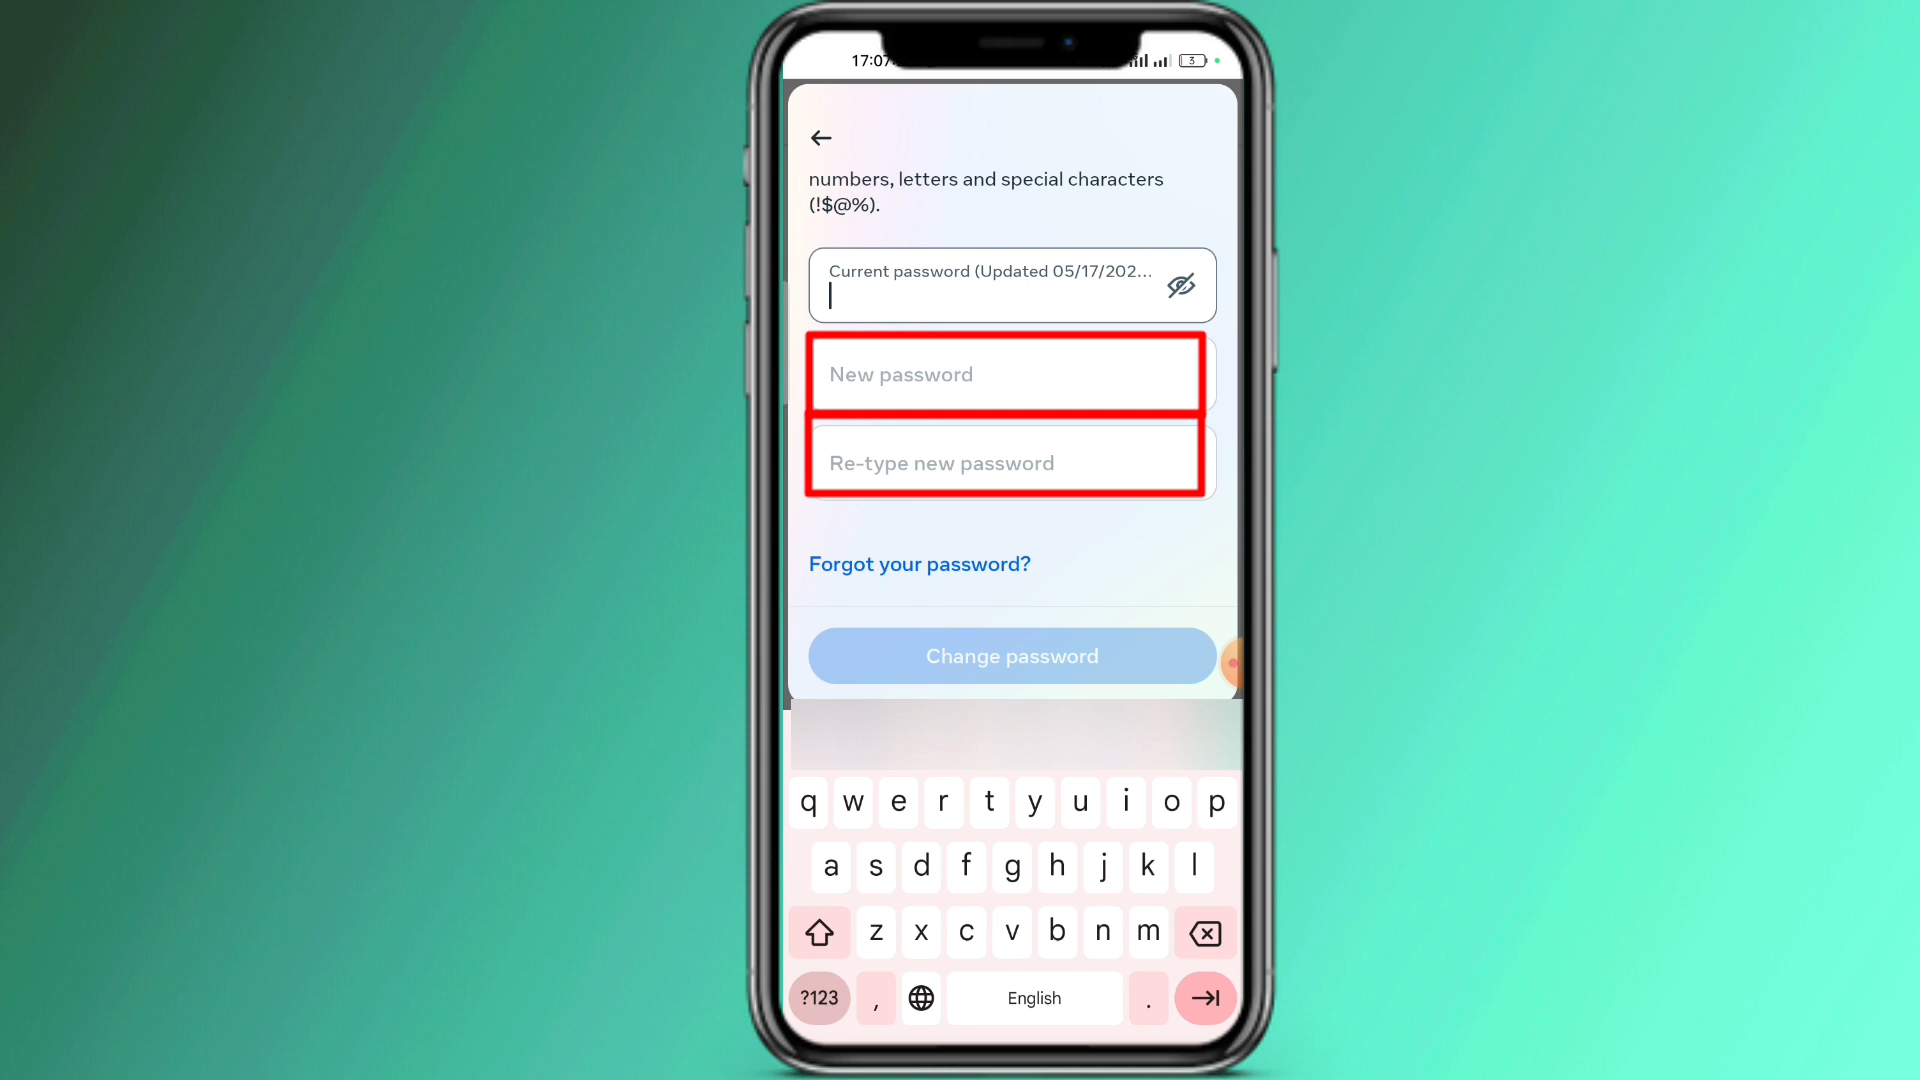 17:07
3
numbers, letters and special characters
(!$@%).
Current password (Updated 05/17/202...
New password
Re-type new password
Forgot your password?
Change password
q w e r t y u i o p
a s d f g h j k l
z x c v b n m
?123 , English .